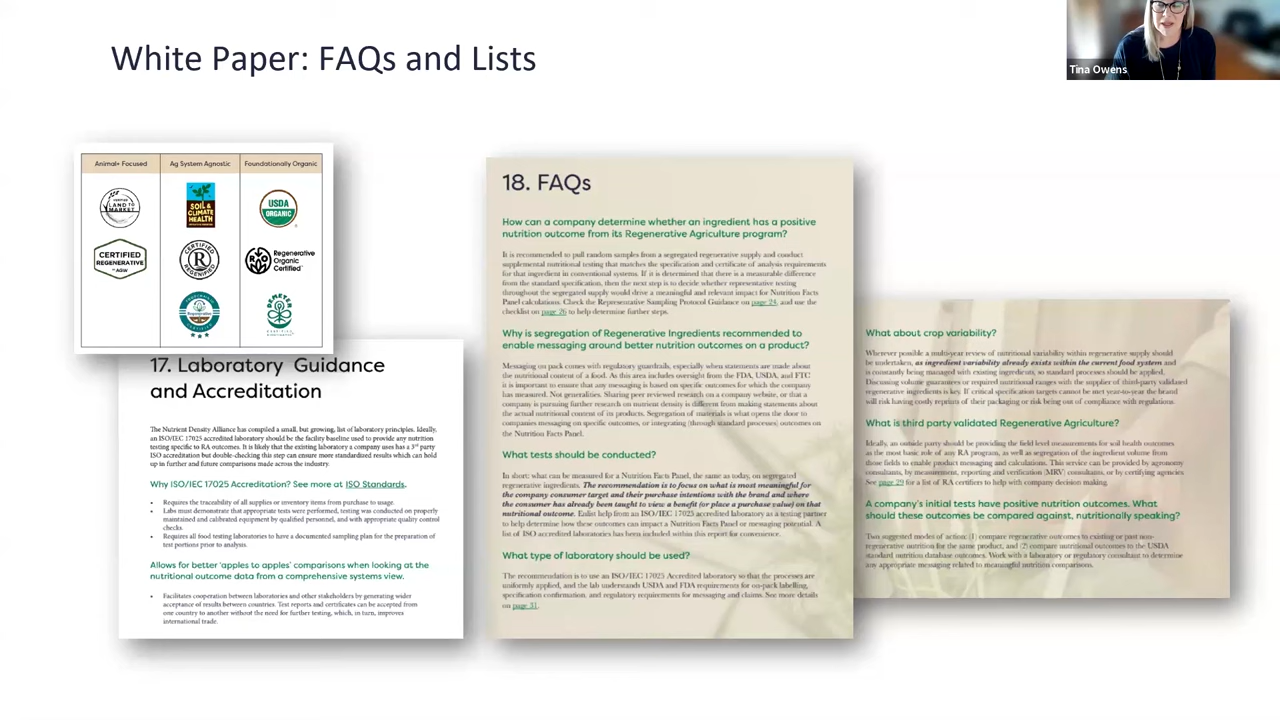 White Paper: FAQs and Lists
Tina Owens
Animal+ Focused
Ag System Agnostic
Foundationally Organic
LAND TO
MARKET
SOIL &
CLIMATE
HEALTH
USDA
ORGANIC
CERTIFIED
REGENERATIVE
BY AGW
CERTIFIED
R
REGENIFIED
Regenerative
Organic
Certified
Regenerative
17. Laboratory Guidance
and Accreditation
The Nutrient Density Alliance has compiled a small, but growing, list of laboratory principles. Ideally,
an ISO/IEC 17025 accredited laboratory should be the facility baseline used to provide any nutrition
testing specific to RA outcomes. It is likely that the existing laboratory a company uses has a 3rd party
ISO accreditation but double-checking this step can ensure more standardized results which can hold
up in further and future comparisons made across the industry.
Why ISO/IEC 17025 Accreditation? See more at ISO Standards.
• Requires the traceability of all supplies or inventory items from purchase to usage.
• Labs must demonstrate that appropriate tests were performed, testing was conducted on properly
maintained and calibrated equipment by qualified personnel, and with appropriate quality control
checks.
• Requires all food testing laboratories to have a documented sampling plan for the preparation of
test portions prior to analysis.
Allows for better 'apples to apples' comparisons when looking at the
nutritional outcome data from a comprehensive systems view.
• Facilitates cooperation between laboratories and other stakeholders by generating wider
acceptance of results between countries. Test reports and certificates can be accepted from
one country to another without the need for further testing, which, in turn, improves
international trade.
18. FAQs
How can a company determine whether an ingredient has a positive
nutrition outcome from its Regenerative Agriculture program?
It is recommended to pull random samples from a segregated regenerative supply and conduct
supplemental nutritional testing that matches the specification and certificate of analysis requirements
for that ingredient in conventional systems. If it is determined that there is a measurable difference
from the standard specification, then the next step is to decide whether representative testing
throughout the segregated supply would drive a meaningful and relevant impact for Nutrition Facts
Panel calculations. Check the Representative Sampling Protocol Guidance on page 24, and use the
checklist on page 26 to help determine further steps.
Why is segregation of Regenerative Ingredients recommended to
enable messaging around better nutrition outcomes on a product?
Messaging on pack comes with regulatory guardrails, especially when statements are made about
the nutritional content of a food. As this area includes oversight from the FDA, USDA, and FTC
it is important to ensure that any messaging is based on specific outcomes for which the company
has measured. Not generalities. Sharing peer reviewed research on a company website, or that a
company is pursuing further research on nutrient density is different from making statements about
the actual nutritional content of its products. Segregation of materials is what opens the door to
companies messaging on specific outcomes, or integrating (through standard processes) outcomes on
the Nutrition Facts Panel.
What tests should be conducted?
In short: what can be measured for a Nutrition Facts Panel, the same as today, on segregated
regenerative ingredients. The recommendation is to focus on what is most meaningful for
the company consumer target and their purchase intentions with the brand and where
the consumer has already been taught to view a benefit (or place a purchase value) on that
nutritional outcome. Enlist help from an ISO/IEC 17025 accredited laboratory as a testing partner
to help determine how these outcomes can impact a Nutrition Facts Panel or messaging potential. A
list of ISO accredited laboratories has been included within this report for convenience.
What type of laboratory should be used?
The recommendation is to use an ISO/IEC 17025 Accredited laboratory so that the processes are
uniformly applied, and the lab understands USDA and FDA requirements for on-pack labelling,
specification confirmation, and regulatory requirements for messaging and claims. See more details
on page 31.
What about crop variability?
Wherever possible a multi-year review of nutritional variability within regenerative supply should
be undertaken, as ingredient variability already exists within the current food system and
is constantly being managed with existing ingredients, so standard processes should be applied.
Discussing volume guarantees or required nutritional ranges with the supplier of third-party validated
regenerative ingredients is key. If critical specification targets cannot be met year-to-year the brand
will risk having costly reprints of their packaging or risk being out of compliance with regulations.
What is third party validated Regenerative Agriculture?
Ideally, an outside party should be providing the field level measurements for soil health outcomes
at the most basic role of any RA program, as well as segregation of the ingredient volume from
those fields to enable product messaging and calculations. This service can be provided by agronomy
consultants, by measurement, reporting and verification (MRV) consultants, or by certifying agencies.
See page 29 for a list of RA certifiers to help with company decision making.
A company's initial tests have positive nutrition outcomes. What
should these outcomes be compared against, nutritionally speaking?
Two suggested modes of action: (1) compare regenerative outcomes to existing or past non-
regenerative nutrition for the same product, and (2) compare nutritional outcomes to the USDA
standard nutrition database outcomes. Work with a laboratory or regulatory consultant to determine
any appropriate messaging related to meaningful nutrition comparisons.